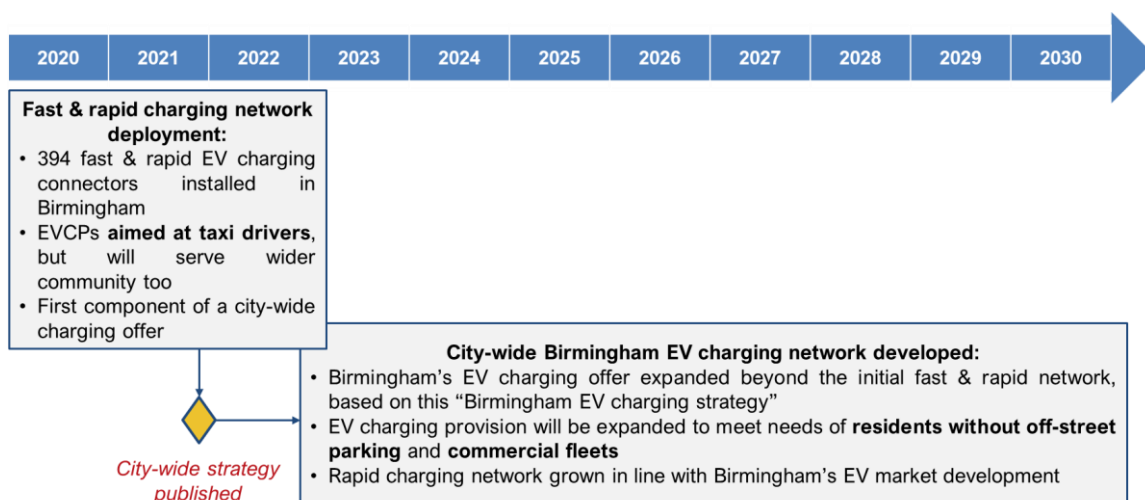 2020 2021 2022 2023 2024 2025 2026 2027 2028 2029 2030
Fast & rapid charging network
deployment:
• 394 fast & rapid EV charging
connectors installed in
Birmingham
• EVCPs aimed at taxi drivers,
but will serve wider
community too
• First component of a city-wide
charging offer
City-wide strategy
published
City-wide Birmingham EV charging network developed:
• Birmingham's EV charging offer expanded beyond the initial fast & rapid network,
based on this “Birmingham EV charging strategy”
• EV charging provision will be expanded to meet needs of residents without off-street
parking and commercial fleets
• Rapid charging network grown in line with Birmingham's EV market development